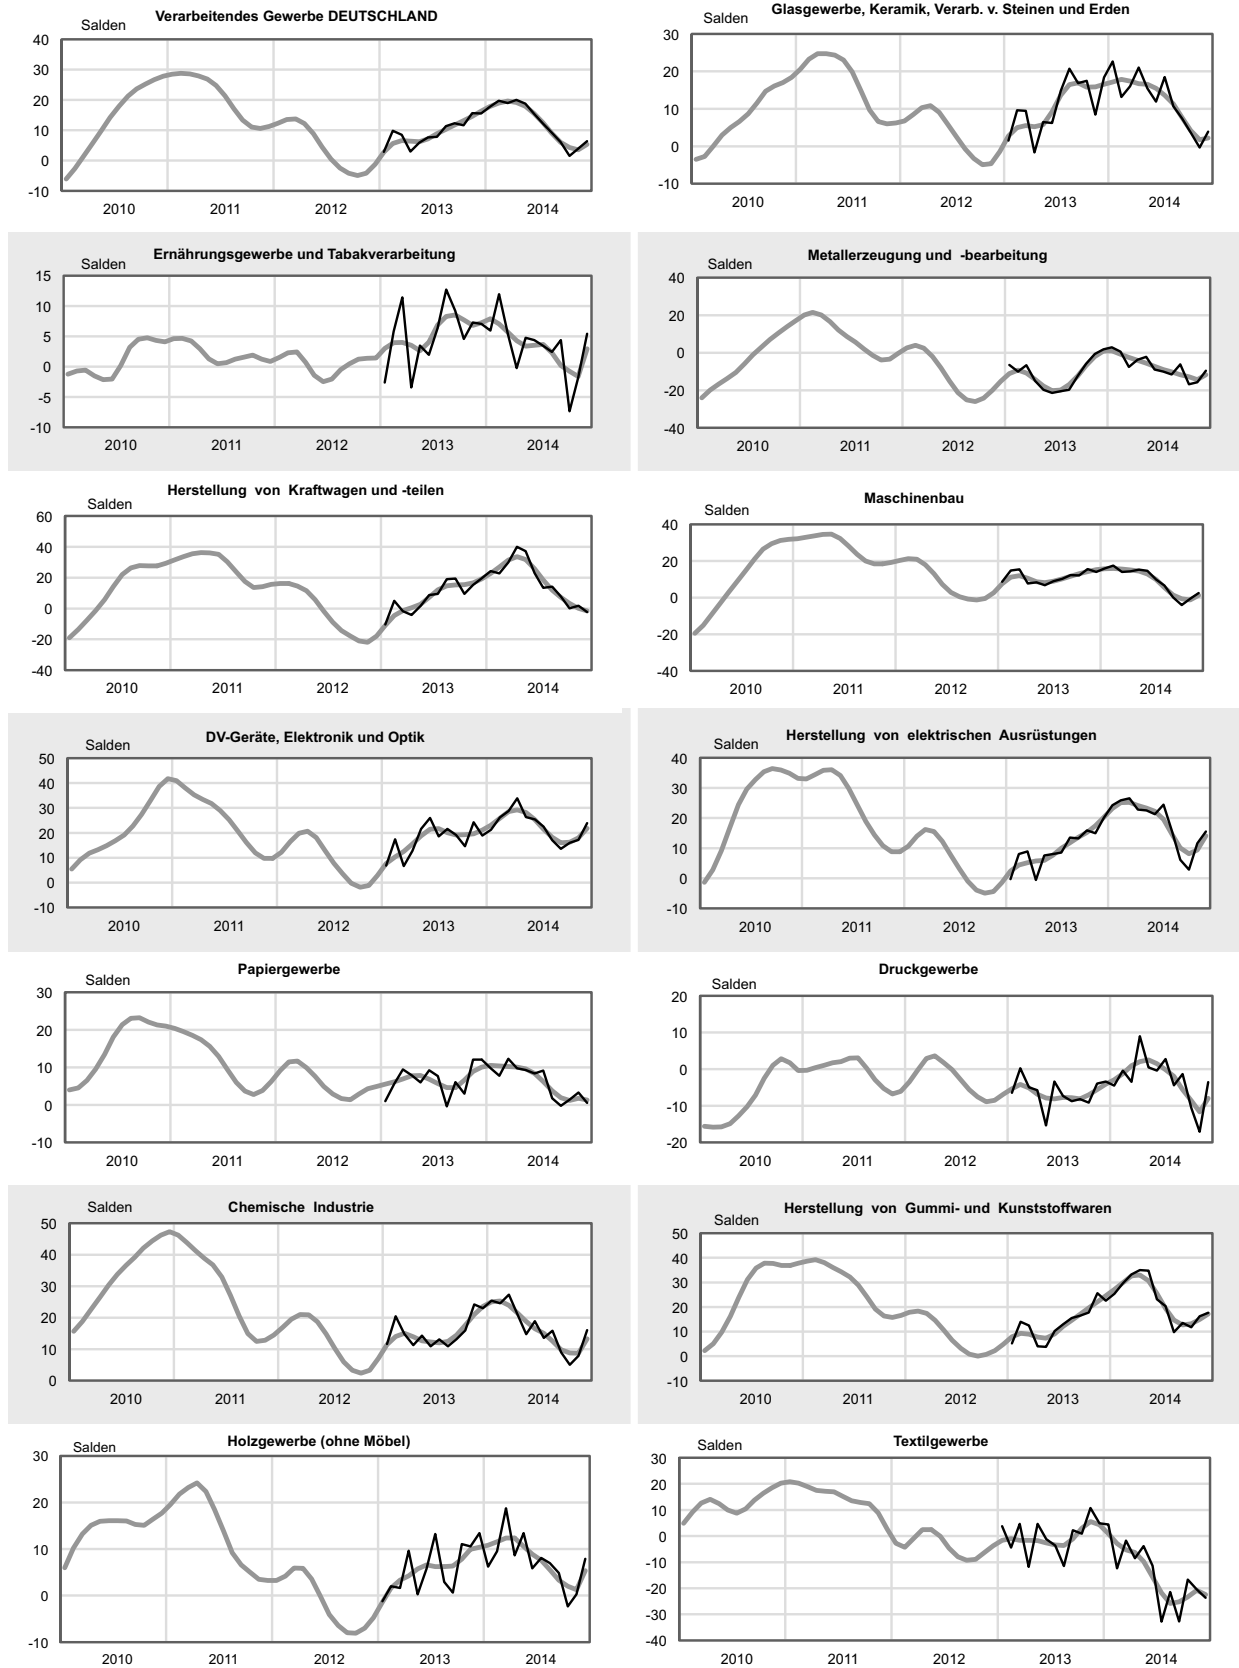 Verarbeitendes Gewerbe DEUTSCHLAND
Salden
40
30
20
10
0
-10
2010 2011 2012 2013 2014
Glasgewerbe, Keramik, Verarb. v. Steinen und Erden
Salden
30
20
10
0
-10
2010 2011 2012 2013 2014
Ernährungsgewerbe und Tabakverarbeitung
Salden
15
10
5
0
-5
-10
2010 2011 2012 2013 2014
Metallerzeugung und -bearbeitung
Salden
40
20
0
-20
-40
2010 2011 2012 2013 2014
Herstellung von Kraftwagen und -teilen
Salden
60
40
20
0
-20
-40
2010 2011 2012 2013 2014
Maschinenbau
Salden
40
20
0
-20
-40
2010 2011 2012 2013 2014
DV-Geräte, Elektronik und Optik
Salden
50
40
30
20
10
0
-10
2010 2011 2012 2013 2014
Herstellung von elektrischen Ausrüstungen
Salden
40
30
20
10
0
-10
2010 2011 2012 2013 2014
Papiergewerbe
Salden
30
20
10
0
-10
2010 2011 2012 2013 2014
Druckgewerbe
Salden
20
10
0
-10
-20
2010 2011 2012 2013 2014
Chemische Industrie
Salden
50
40
30
20
10
0
2010 2011 2012 2013 2014
Herstellung von Gummi- und Kunststoffwaren
Salden
50
40
30
20
10
0
-10
2010 2011 2012 2013 2014
Holzgewerbe (ohne Möbel)
Salden
30
20
10
0
-10
2010 2011 2012 2013 2014
Textilgewerbe
Salden
30
20
10
0
-10
-20
-30
-40
2010 2011 2012 2013 2014